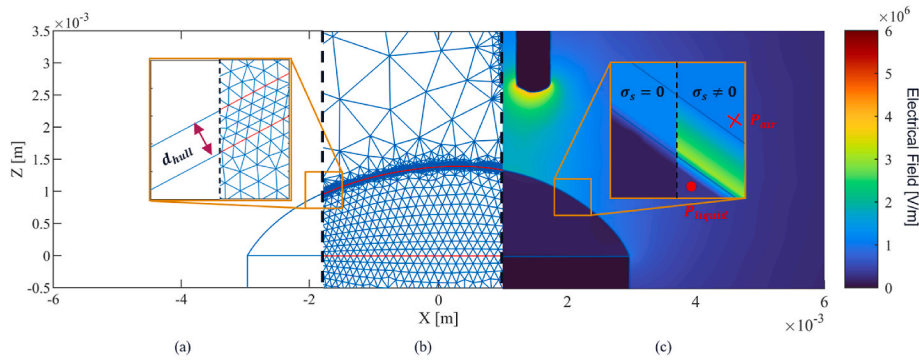 ×10⁻³
3.5
3
2.5
2
1.5
1
0.5
0
-0.5
Z [m]
d_hull
σ_s = 0
σ_s ≠ 0
P_air
P_liquid
-6
-4
-2
0
2
4
6
X [m]
×10⁻³
×10⁶
6
5
4
3
2
1
0
Electrical Field [V/m]
(a)
(b)
(c)